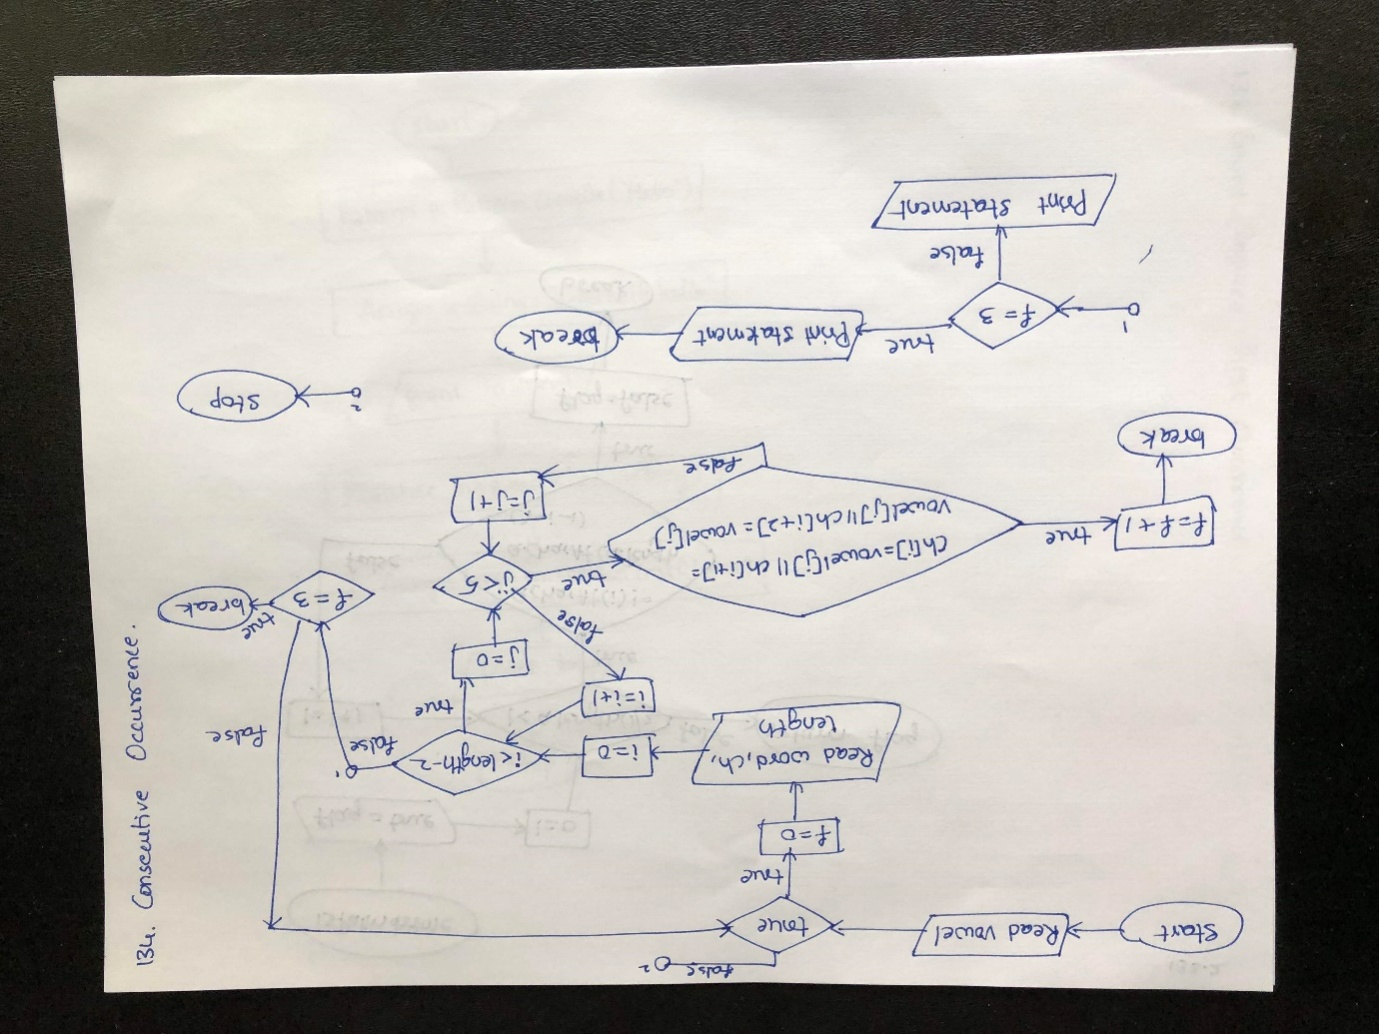 134. Consecutive Occurrence.
Start
Read vowel
true
false
2
true
f=0
Read word, ch,
length
i=0
i<length-2
false
1
true
i=i+1
j=0
j<5
false
true
j=j+1
ch[i]=vowel[j]||ch[i+1]=
vowel[j]||ch[i+2]=vowel[j]
false
true
f=f+1
break
f=3
true
break
false
2
Stop
1
f=3
true
Print statement
break
false
Print statement